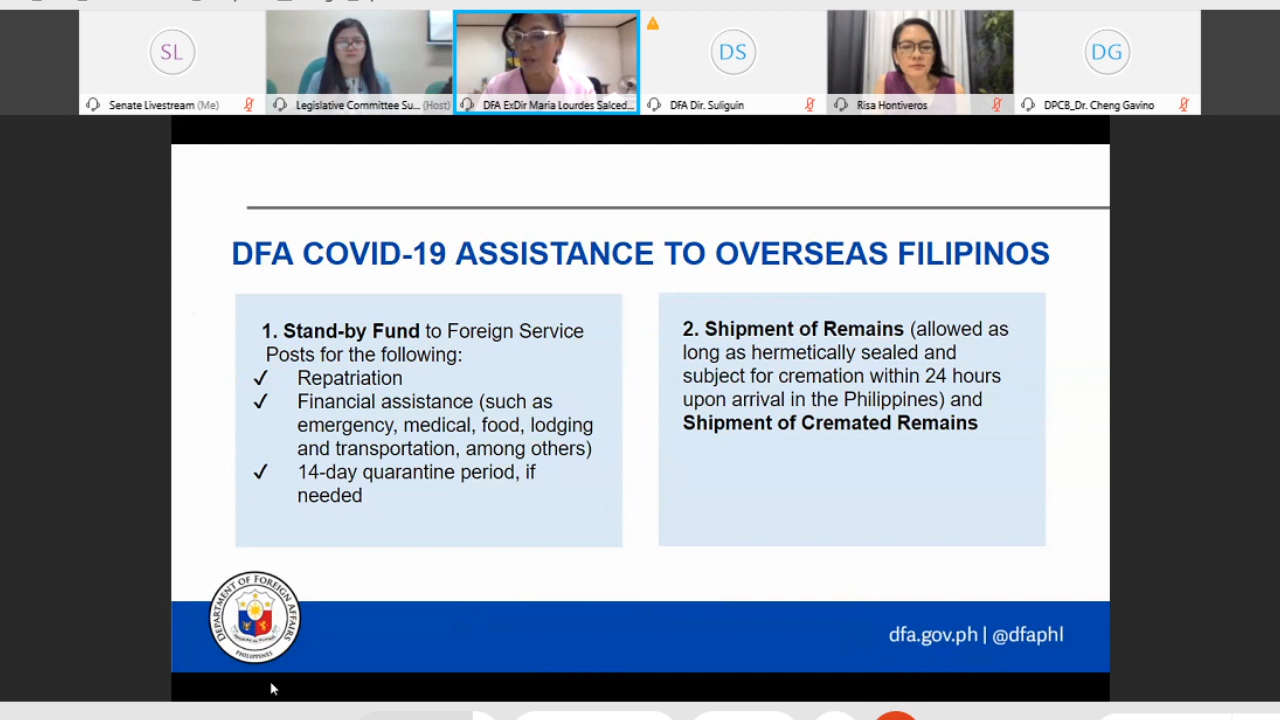 SL
DS
DG
Senate Livestream (Me)
Legislative Committee Su... (Host)
DFA ExDir Maria Lourdes Salced...
DFA Dir. Suliguin
Risa Hontiveros
DPCB_Dr. Cheng Gavino
DFA COVID-19 ASSISTANCE TO OVERSEAS FILIPINOS
1. Stand-by Fund to Foreign Service
Posts for the following:
✓ Repatriation
✓ Financial assistance (such as
emergency, medical, food, lodging
and transportation, among others)
✓ 14-day quarantine period, if
needed
2. Shipment of Remains (allowed as
long as hermetically sealed and
subject for cremation within 24 hours
upon arrival in the Philippines) and
Shipment of Cremated Remains
DEPARTMENT OF FOREIGN AFFAIRS
PHILIPPINES
dfa.gov.ph | @dfaphl